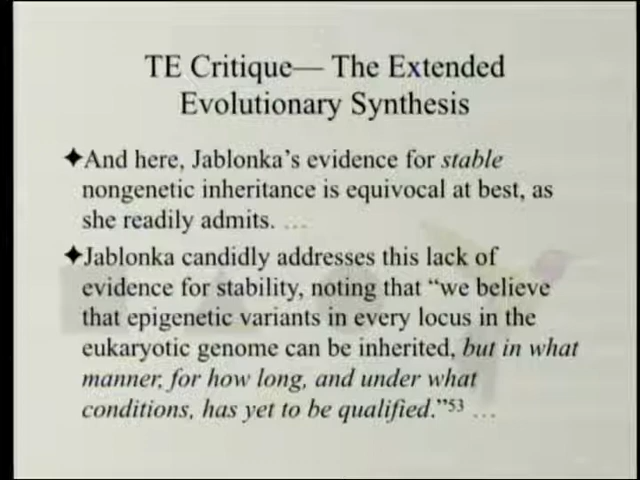 TE Critique— The Extended
Evolutionary Synthesis
✦And here, Jablonka's evidence for stable
nongenetic inheritance is equivocal at best, as
she readily admits. …
✦Jablonka candidly addresses this lack of
evidence for stability, noting that “we believe
that epigenetic variants in every locus in the
eukaryotic genome can be inherited, but in what
manner, for how long, and under what
conditions, has yet to be qualified.”53 …